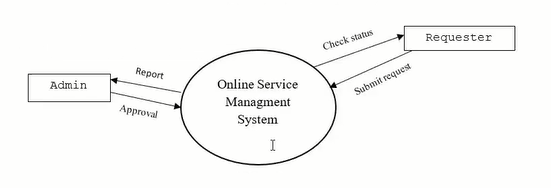 Check status
Requester
Submit request
Admin
Report
Approval
Online Service
Managment
System